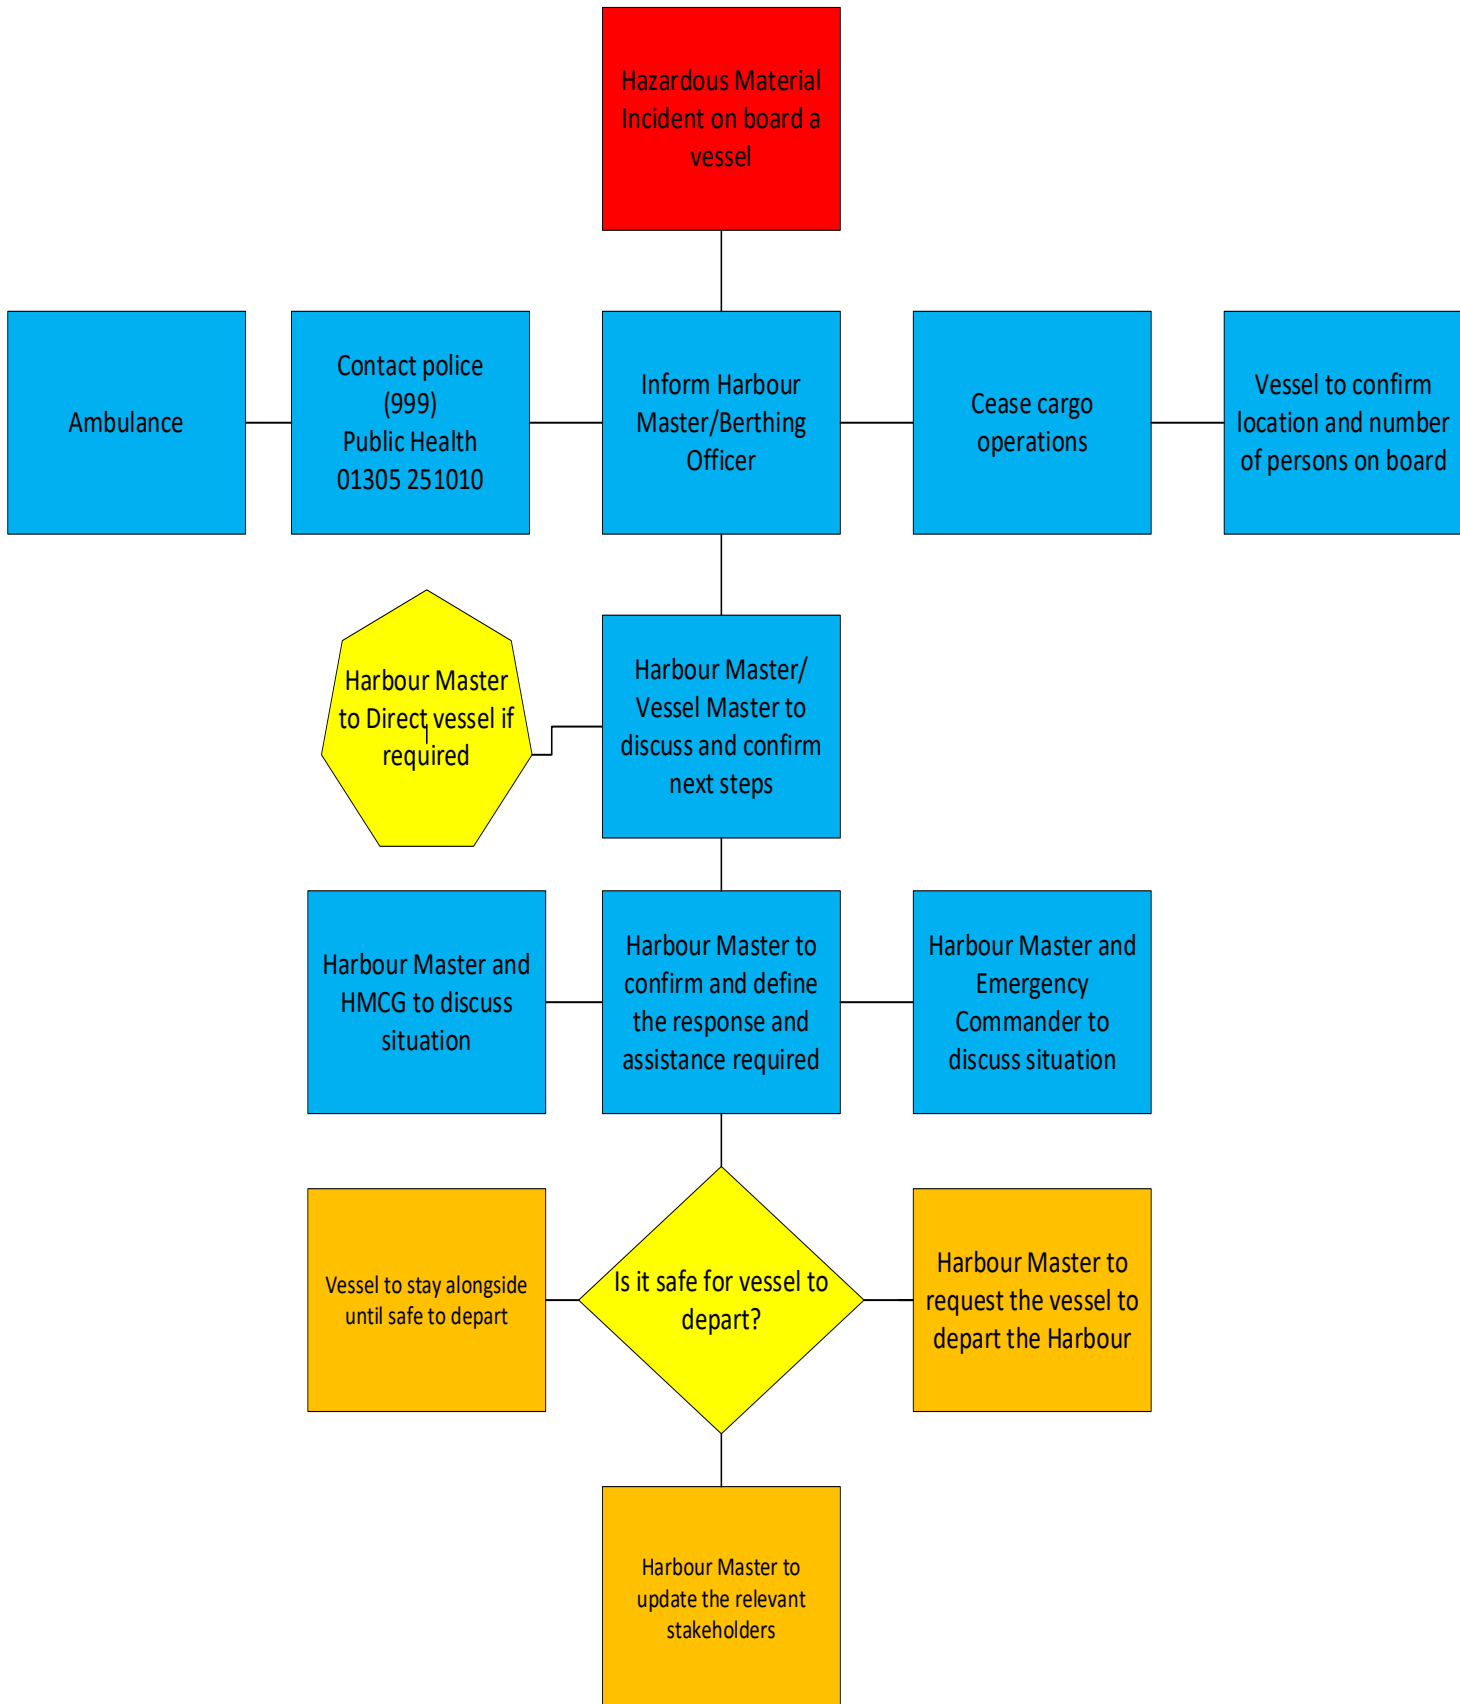 Hazardous Material
Incident on board a
vessel
Ambulance
Contact police
(999)
Public Health
01305 251010
Inform Harbour
Master/Berthing
Officer
Cease cargo
operations
Vessel to confirm
location and number
of persons on board
Harbour Master
to Direct vessel if
required
Harbour Master/
Vessel Master to
discuss and confirm
next steps
Harbour Master and
HMCG to discuss
situation
Harbour Master to
confirm and define
the response and
assistance required
Harbour Master and
Emergency
Commander to
discuss situation
Vessel to stay alongside
until safe to depart
Is it safe for vessel to
depart?
Harbour Master to
request the vessel to
depart the Harbour
Harbour Master to
update the relevant
stakeholders